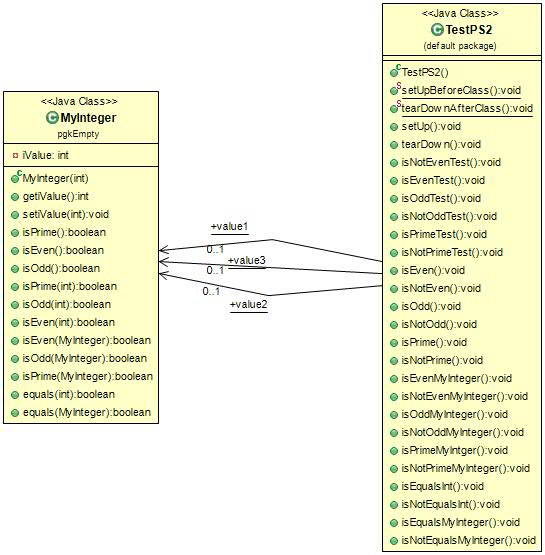 <<Java Class>>
MyInteger
pgkEmpty
iValue: int
MyInteger(int)
getiValue():int
setiValue(int):void
isPrime():boolean
isEven():boolean
isOdd():boolean
isPrime(int):boolean
isOdd(int):boolean
isEven(int):boolean
isEven(MyInteger):boolean
isOdd(MyInteger):boolean
isPrime(MyInteger):boolean
equals(int):boolean
equals(MyInteger):boolean
+value1
0..1
+value3
0..1
0..1
+value2
<<Java Class>>
TestPS2
(default package)
TestPS2()
setUpBeforeClass():void
tearDownAfterClass():void
setUp():void
tearDown():void
isNotEvenTest():void
isEvenTest():void
isOddTest():void
isNotOddTest():void
isPrimeTest():void
isNotPrimeTest():void
isEven():void
isNotEven():void
isOdd():void
isNotOdd():void
isPrime():void
isNotPrime():void
isEvenMyInteger():void
isNotEvenMyInteger():void
isOddMyInteger():void
isNotOddMyInteger():void
isPrimeMyInteger():void
isNotPrimeMyInteger():void
isEqualsInt():void
isNotEqualsInt():void
isEqualsMyInteger():void
isNotEqualsMyInteger():void